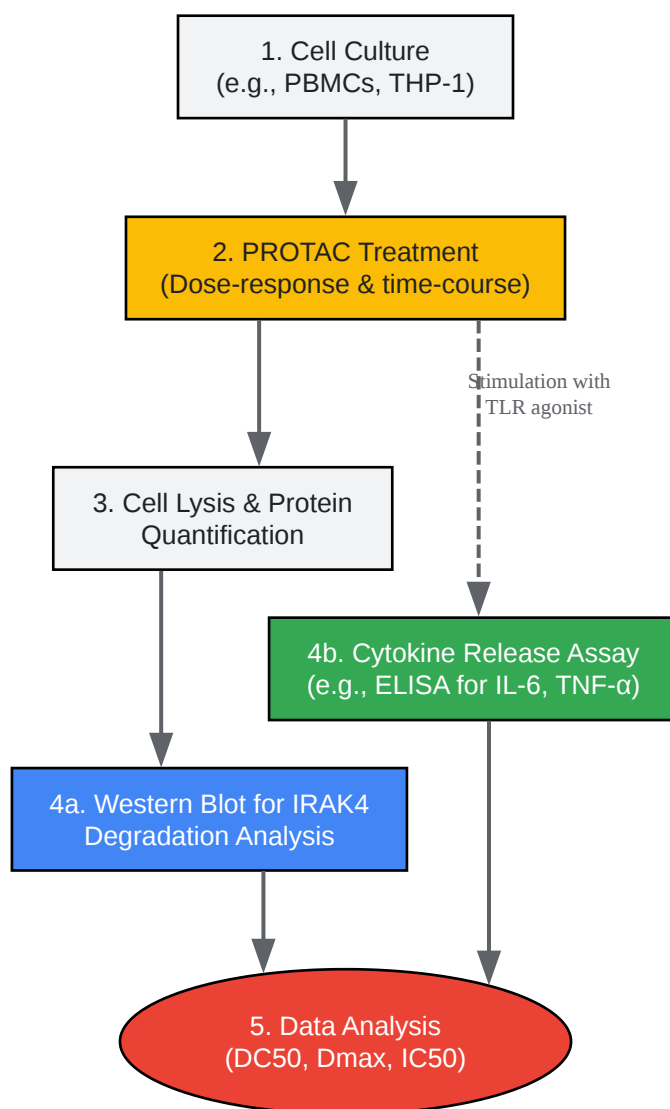 1. Cell Culture
(e.g., PBMCs, THP-1)
2. PROTAC Treatment
(Dose-response & time-course)
Stimulation with
TLR agonist
3. Cell Lysis & Protein
Quantification
4b. Cytokine Release Assay
(e.g., ELISA for IL-6, TNF-α)
4a. Western Blot for IRAK4
Degradation Analysis
5. Data Analysis
(DC50, Dmax, IC50)